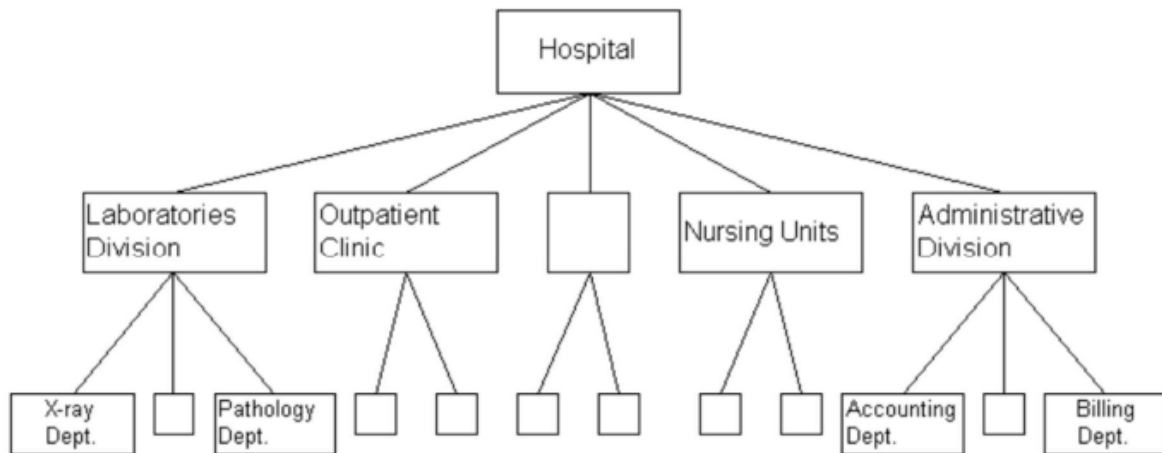 Hospital
Laboratories
Division
Outpatient
Clinic
Nursing Units
Administrative
Division
X-ray
Dept.
Pathology
Dept.
Accounting
Dept.
Billing
Dept.